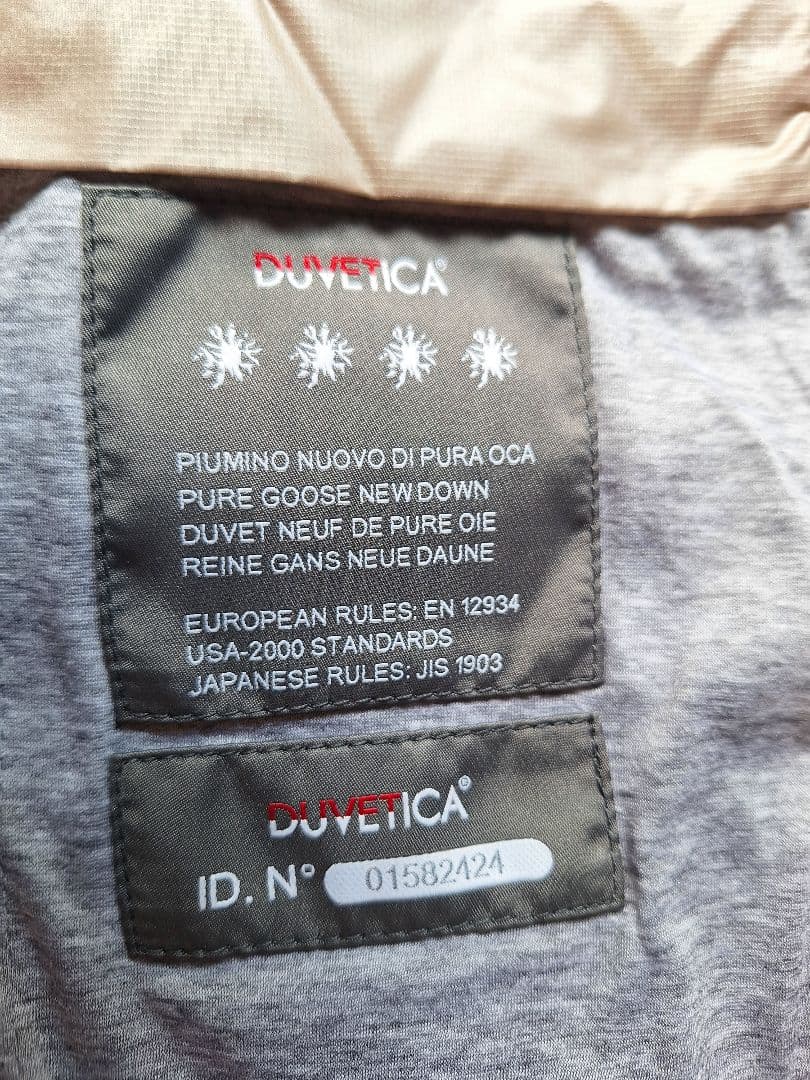 DUVETICA®
PIUMINO NUOVO DI PURA OCA
PURE GOOSE NEW DOWN
DUVET NEUF DE PURE OIE
REINE GANS NEUE DAUNE
EUROPEAN RULES: EN 12934
USA-2000 STANDARDS
JAPANESE RULES: JIS 1903
DUVETICA®
ID. N° 01582424